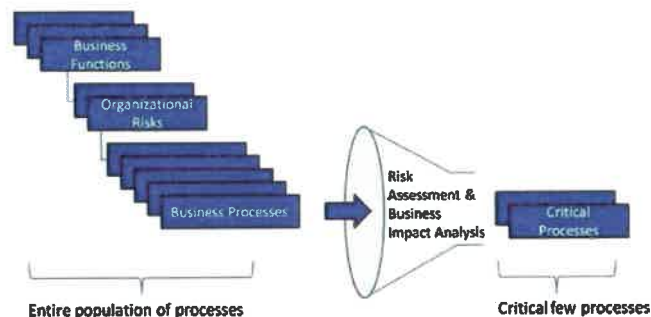 Business
Functions
Organizational
Risks
Business Processes
Risk
Assessment &
Business
Impact Analysis
Critical
Processes
Entire population of processes
Critical few processes